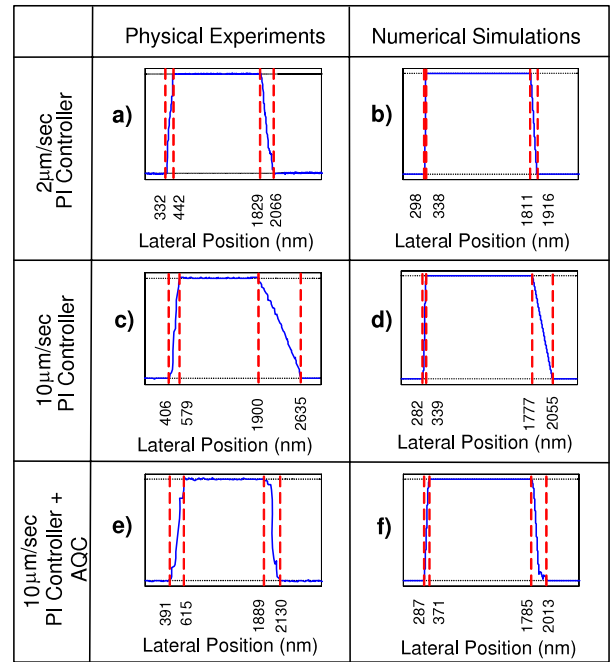 Physical Experiments
Numerical Simulations
2μm/sec
PI Controller
a)
332
442
1829
2066
Lateral Position (nm)
b)
298
338
1811
1916
Lateral Position (nm)
10μm/sec
PI Controller
c)
406
579
1900
2635
Lateral Position (nm)
d)
282
339
1777
2055
Lateral Position (nm)
10μm/sec
PI Controller +
AQC
e)
391
615
1889
2130
Lateral Position (nm)
f)
287
371
1785
2013
Lateral Position (nm)